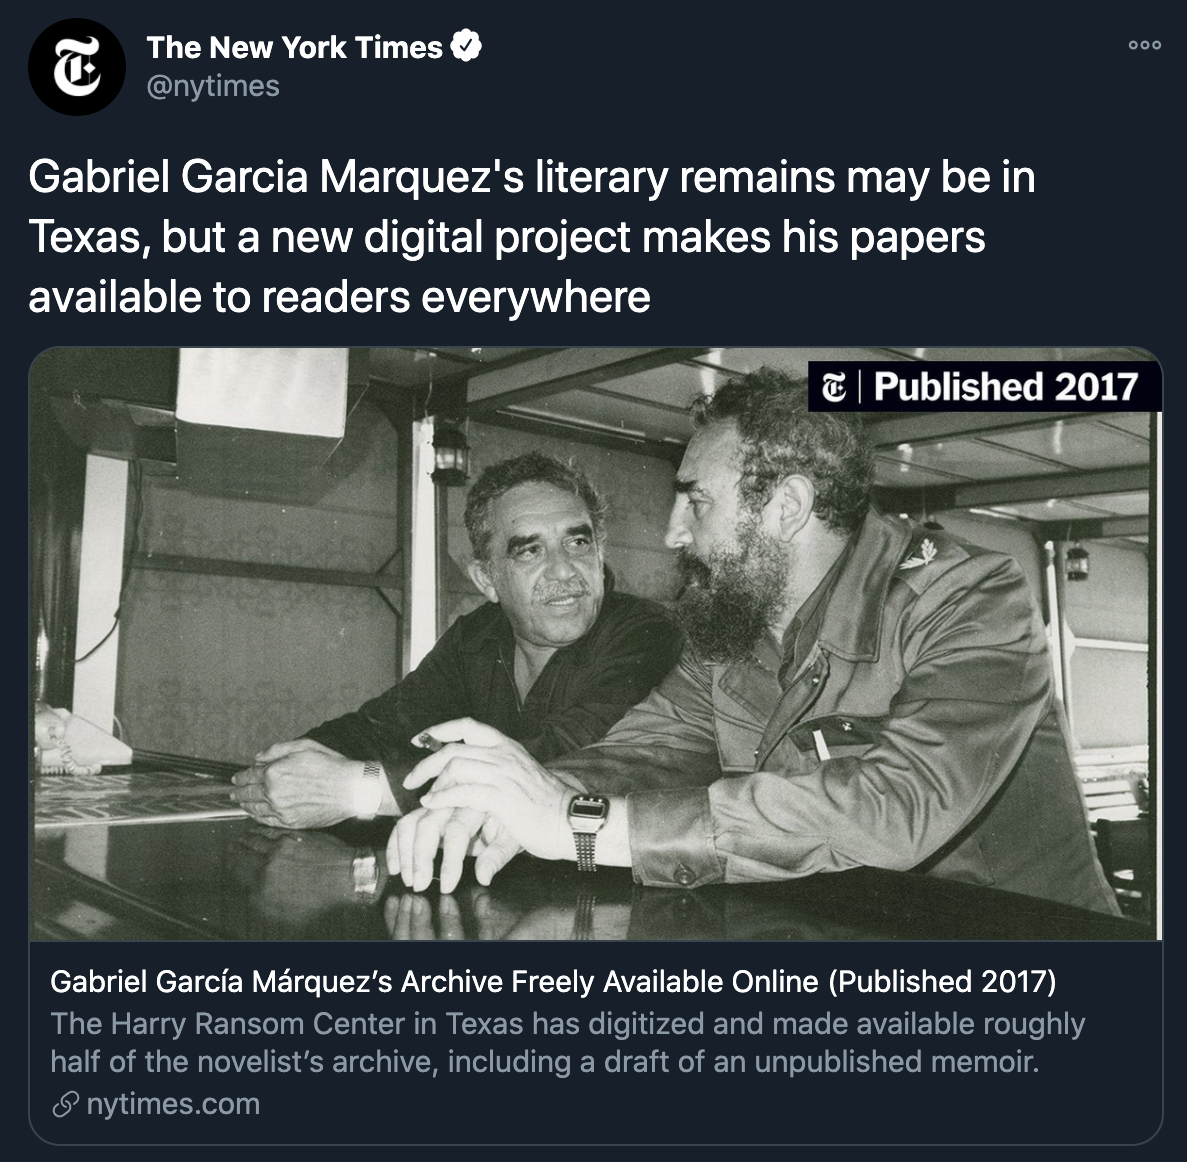 The New York Times
@nytimes
Gabriel Garcia Marquez's literary remains may be in
Texas, but a new digital project makes his papers
available to readers everywhere
T | Published 2017
Gabriel García Márquez’s Archive Freely Available Online (Published 2017)
The Harry Ransom Center in Texas has digitized and made available roughly
half of the novelist’s archive, including a draft of an unpublished memoir.
nytimes.com